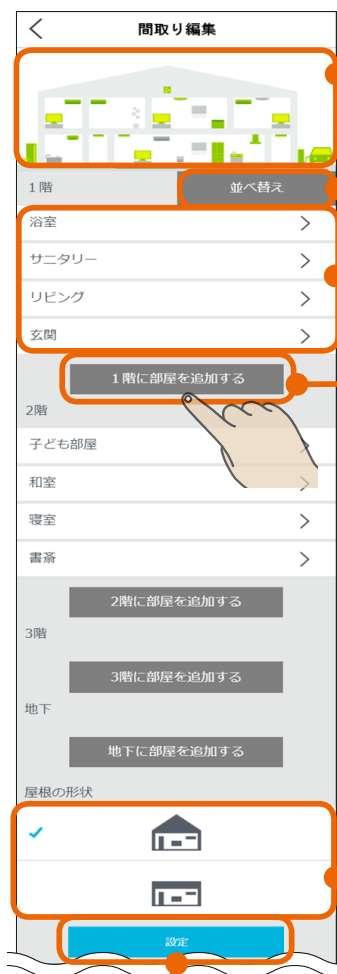 間取り編集
1階
並べ替え
浴室
サニタリー
リビング
玄関
1階に部屋を追加する
2階
子ども部屋
和室
寝室
書斎
2階に部屋を追加する
3階
3階に部屋を追加する
地下
地下に部屋を追加する
屋根の形状
設定